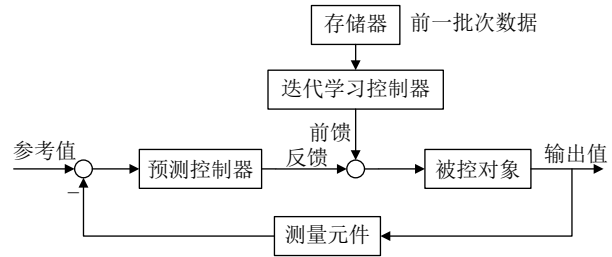 存储器 前一批次数据
迭代学习控制器
前馈
参考值
预测控制器
反馈
被控对象
输出值
−
测量元件